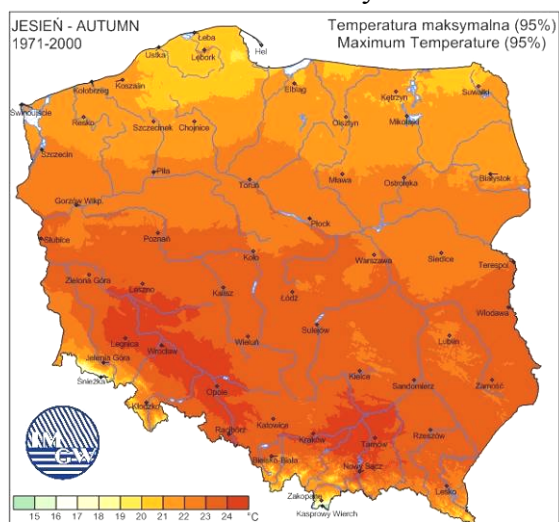 JESIEŃ - AUTUMN
1971-2000
Temperatura maksymalna (95%)
Maximum Temperature (95%)
Łeba
Hel
Ustka
Lębork
Koszalin
Kołobrzeg
Elbląg
Kętrzyn
Suwałki
Świnoujście
Resko
Szczecinek
Chojnice
Olsztyn
Mikołajki
Szczecin
Piła
Toruń
Mława
Ostrołęka
Białystok
Gorzów Wlkp.
Płock
Słubice
Poznań
Koło
Warszawa
Siedlce
Terespol
Zielona Góra
Leszno
Kalisz
Łódź
Włodawa
Sulejów
Legnica
Wrocław
Wieluń
Lublin
Jelenia Góra
Śnieżka
Kielce
Sandomierz
Zamość
Kłodzko
Opole
Katowice
Racibórz
Kraków
Tarnów
Rzeszów
Bielsko-Biała
Nowy Sącz
Lesko
Zakopane
Kasprowy Wierch
IM
GW
15 16 17 18 19 20 21 22 23 24 °C